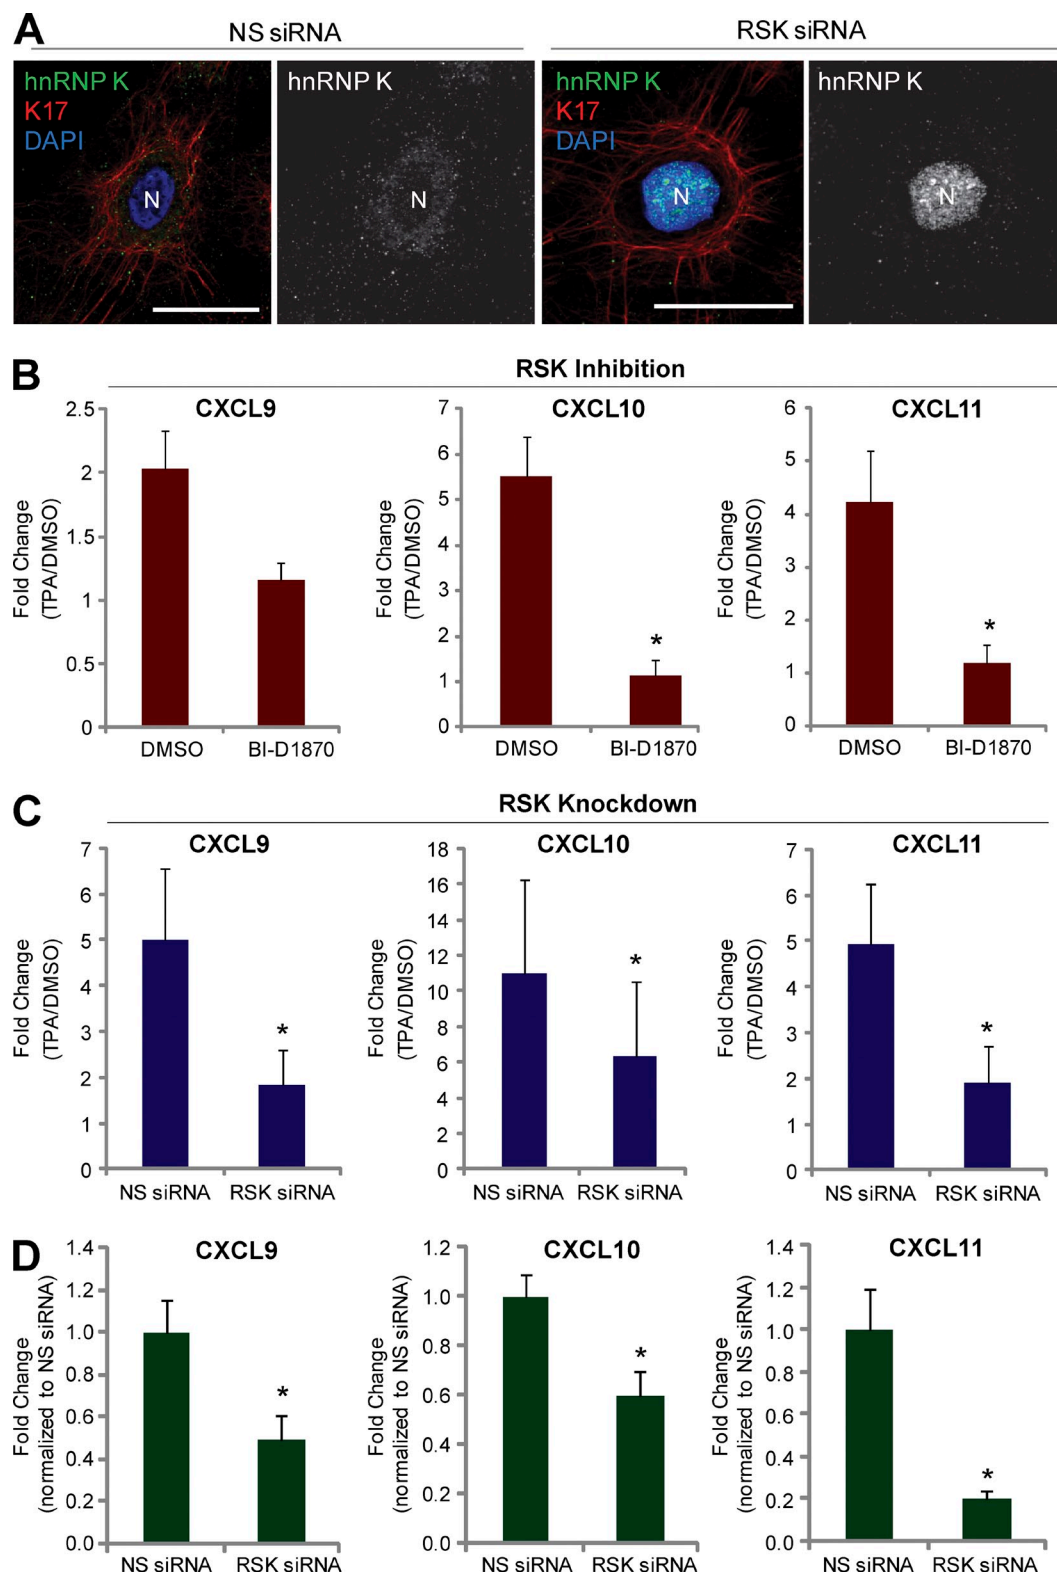 A
NS siRNA
RSK siRNA
hnRNP K
K17
DAPI
N
hnRNP K
N
hnRNP K
K17
DAPI
N
hnRNP K
N
B
RSK Inhibition
CXCL9
Fold Change
(TPA/DMSO)
2.5
2
1.5
1
0.5
0
DMSO
BI-D1870
CXCL10
Fold Change
(TPA/DMSO)
7
6
5
4
3
2
1
0
*
DMSO
BI-D1870
CXCL11
Fold Change
(TPA/DMSO)
6
5
4
3
2
1
0
*
DMSO
BI-D1870
C
RSK Knockdown
CXCL9
Fold Change
(TPA/DMSO)
7
6
5
4
3
2
1
0
*
NS siRNA
RSK siRNA
CXCL10
Fold Change
(TPA/DMSO)
18
16
14
12
10
8
6
4
2
0
*
NS siRNA
RSK siRNA
CXCL11
Fold Change
(TPA/DMSO)
7
6
5
4
3
2
1
0
*
NS siRNA
RSK siRNA
D
CXCL9
Fold Change
(normalized to NS siRNA)
1.4
1.2
1.0
0.8
0.6
0.4
0.2
0.0
*
NS siRNA
RSK siRNA
CXCL10
Fold Change
(normalized to NS siRNA)
1.2
1.0
0.8
0.6
0.4
0.2
0.0
*
NS siRNA
RSK siRNA
CXCL11
Fold Change
(normalized to NS siRNA)
1.4
1.2
1.0
0.8
0.6
0.4
0.2
0.0
*
NS siRNA
RSK siRNA